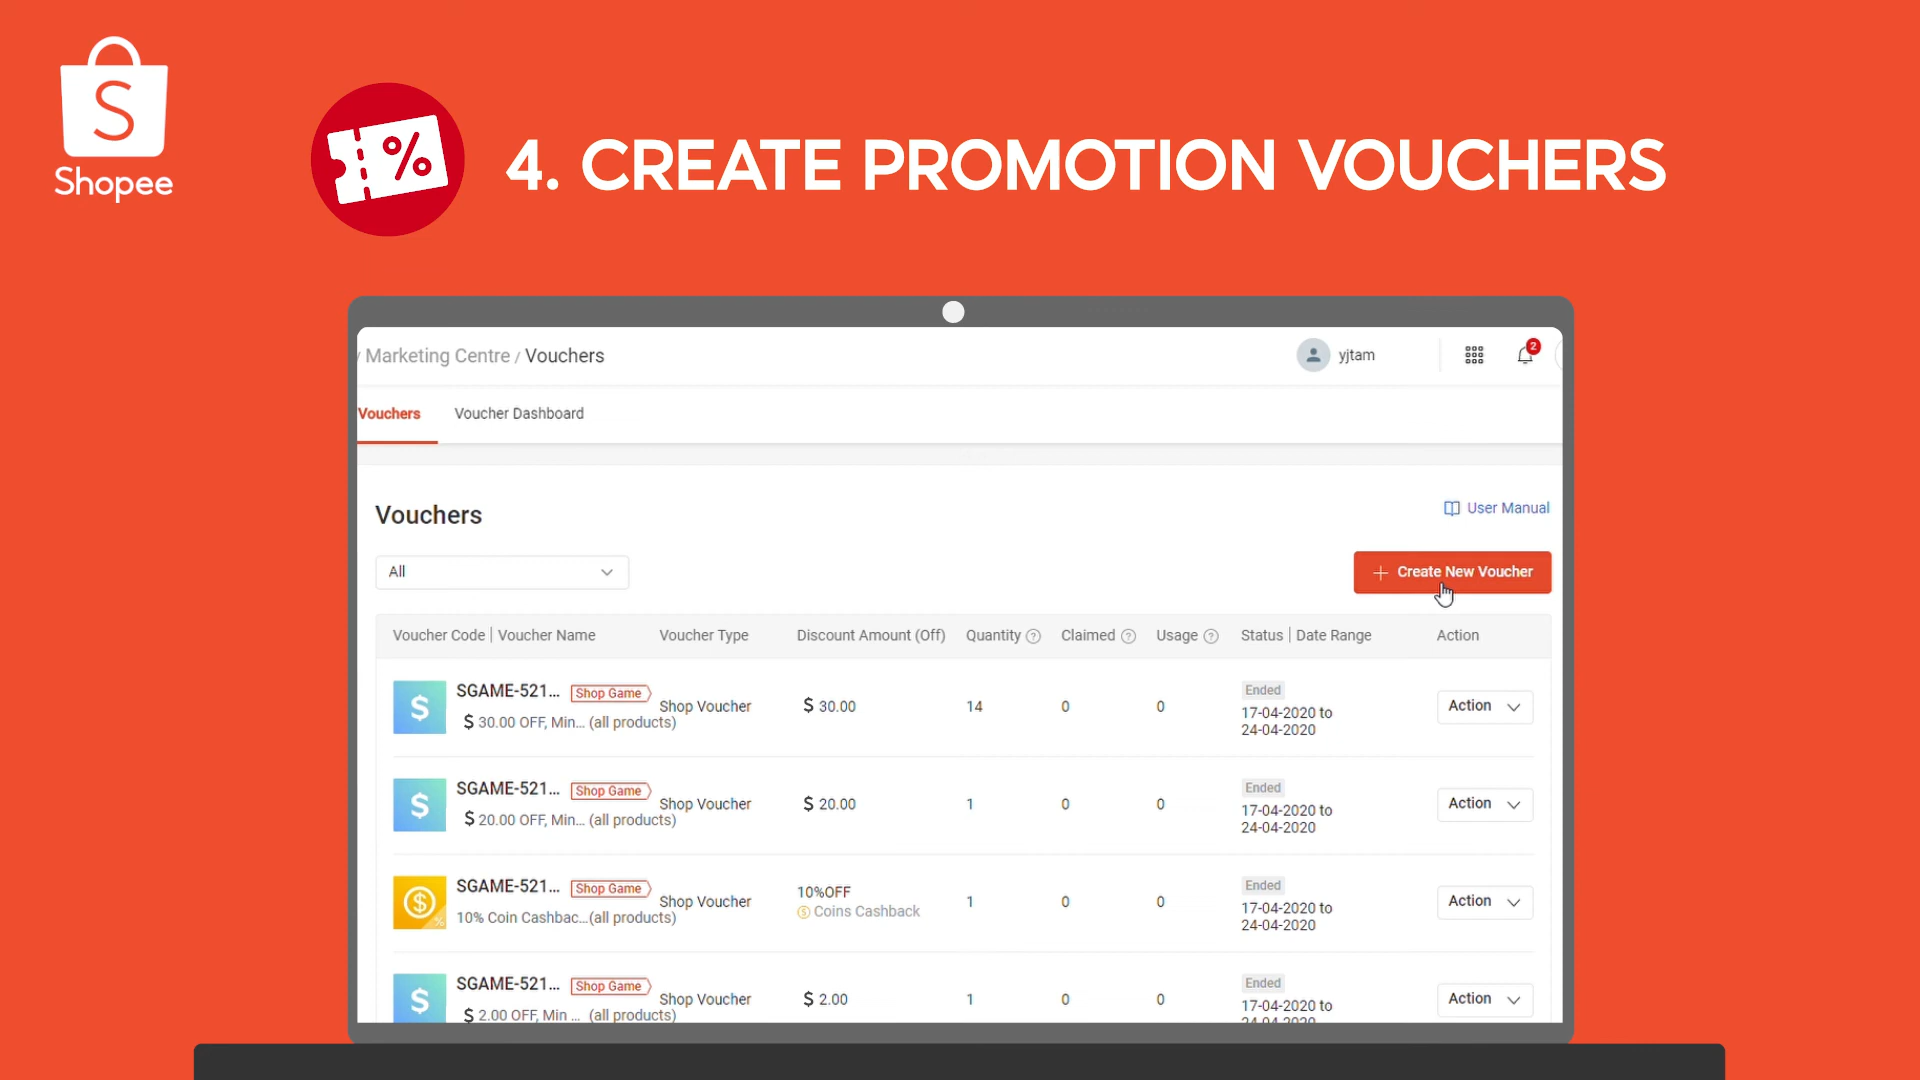 S
Shopee
%
4. CREATE PROMOTION VOUCHERS
/ Marketing Centre / Vouchers
yjtam
2
Vouchers
Voucher Dashboard
Vouchers
User Manual
All
+ Create New Voucher
Voucher Code | Voucher Name Voucher Type Discount Amount (Off) Quantity ? Claimed ? Usage ? Status | Date Range Action
SGAME-521... Shop Game
$ 30.00 OFF, Min... (all products)
Shop Voucher
$ 30.00
14
0
0
Ended
17-04-2020 to
24-04-2020
Action
SGAME-521... Shop Game
$ 20.00 OFF, Min... (all products)
Shop Voucher
$ 20.00
1
0
0
Ended
17-04-2020 to
24-04-2020
Action
SGAME-521... Shop Game
10% Coin Cashbac...(all products)
Shop Voucher
10%OFF
Coins Cashback
1
0
0
Ended
17-04-2020 to
24-04-2020
Action
SGAME-521... Shop Game
$ 2.00 OFF, Min ... (all products)
Shop Voucher
$ 2.00
1
0
0
Ended
17-04-2020 to
24-04-2020
Action